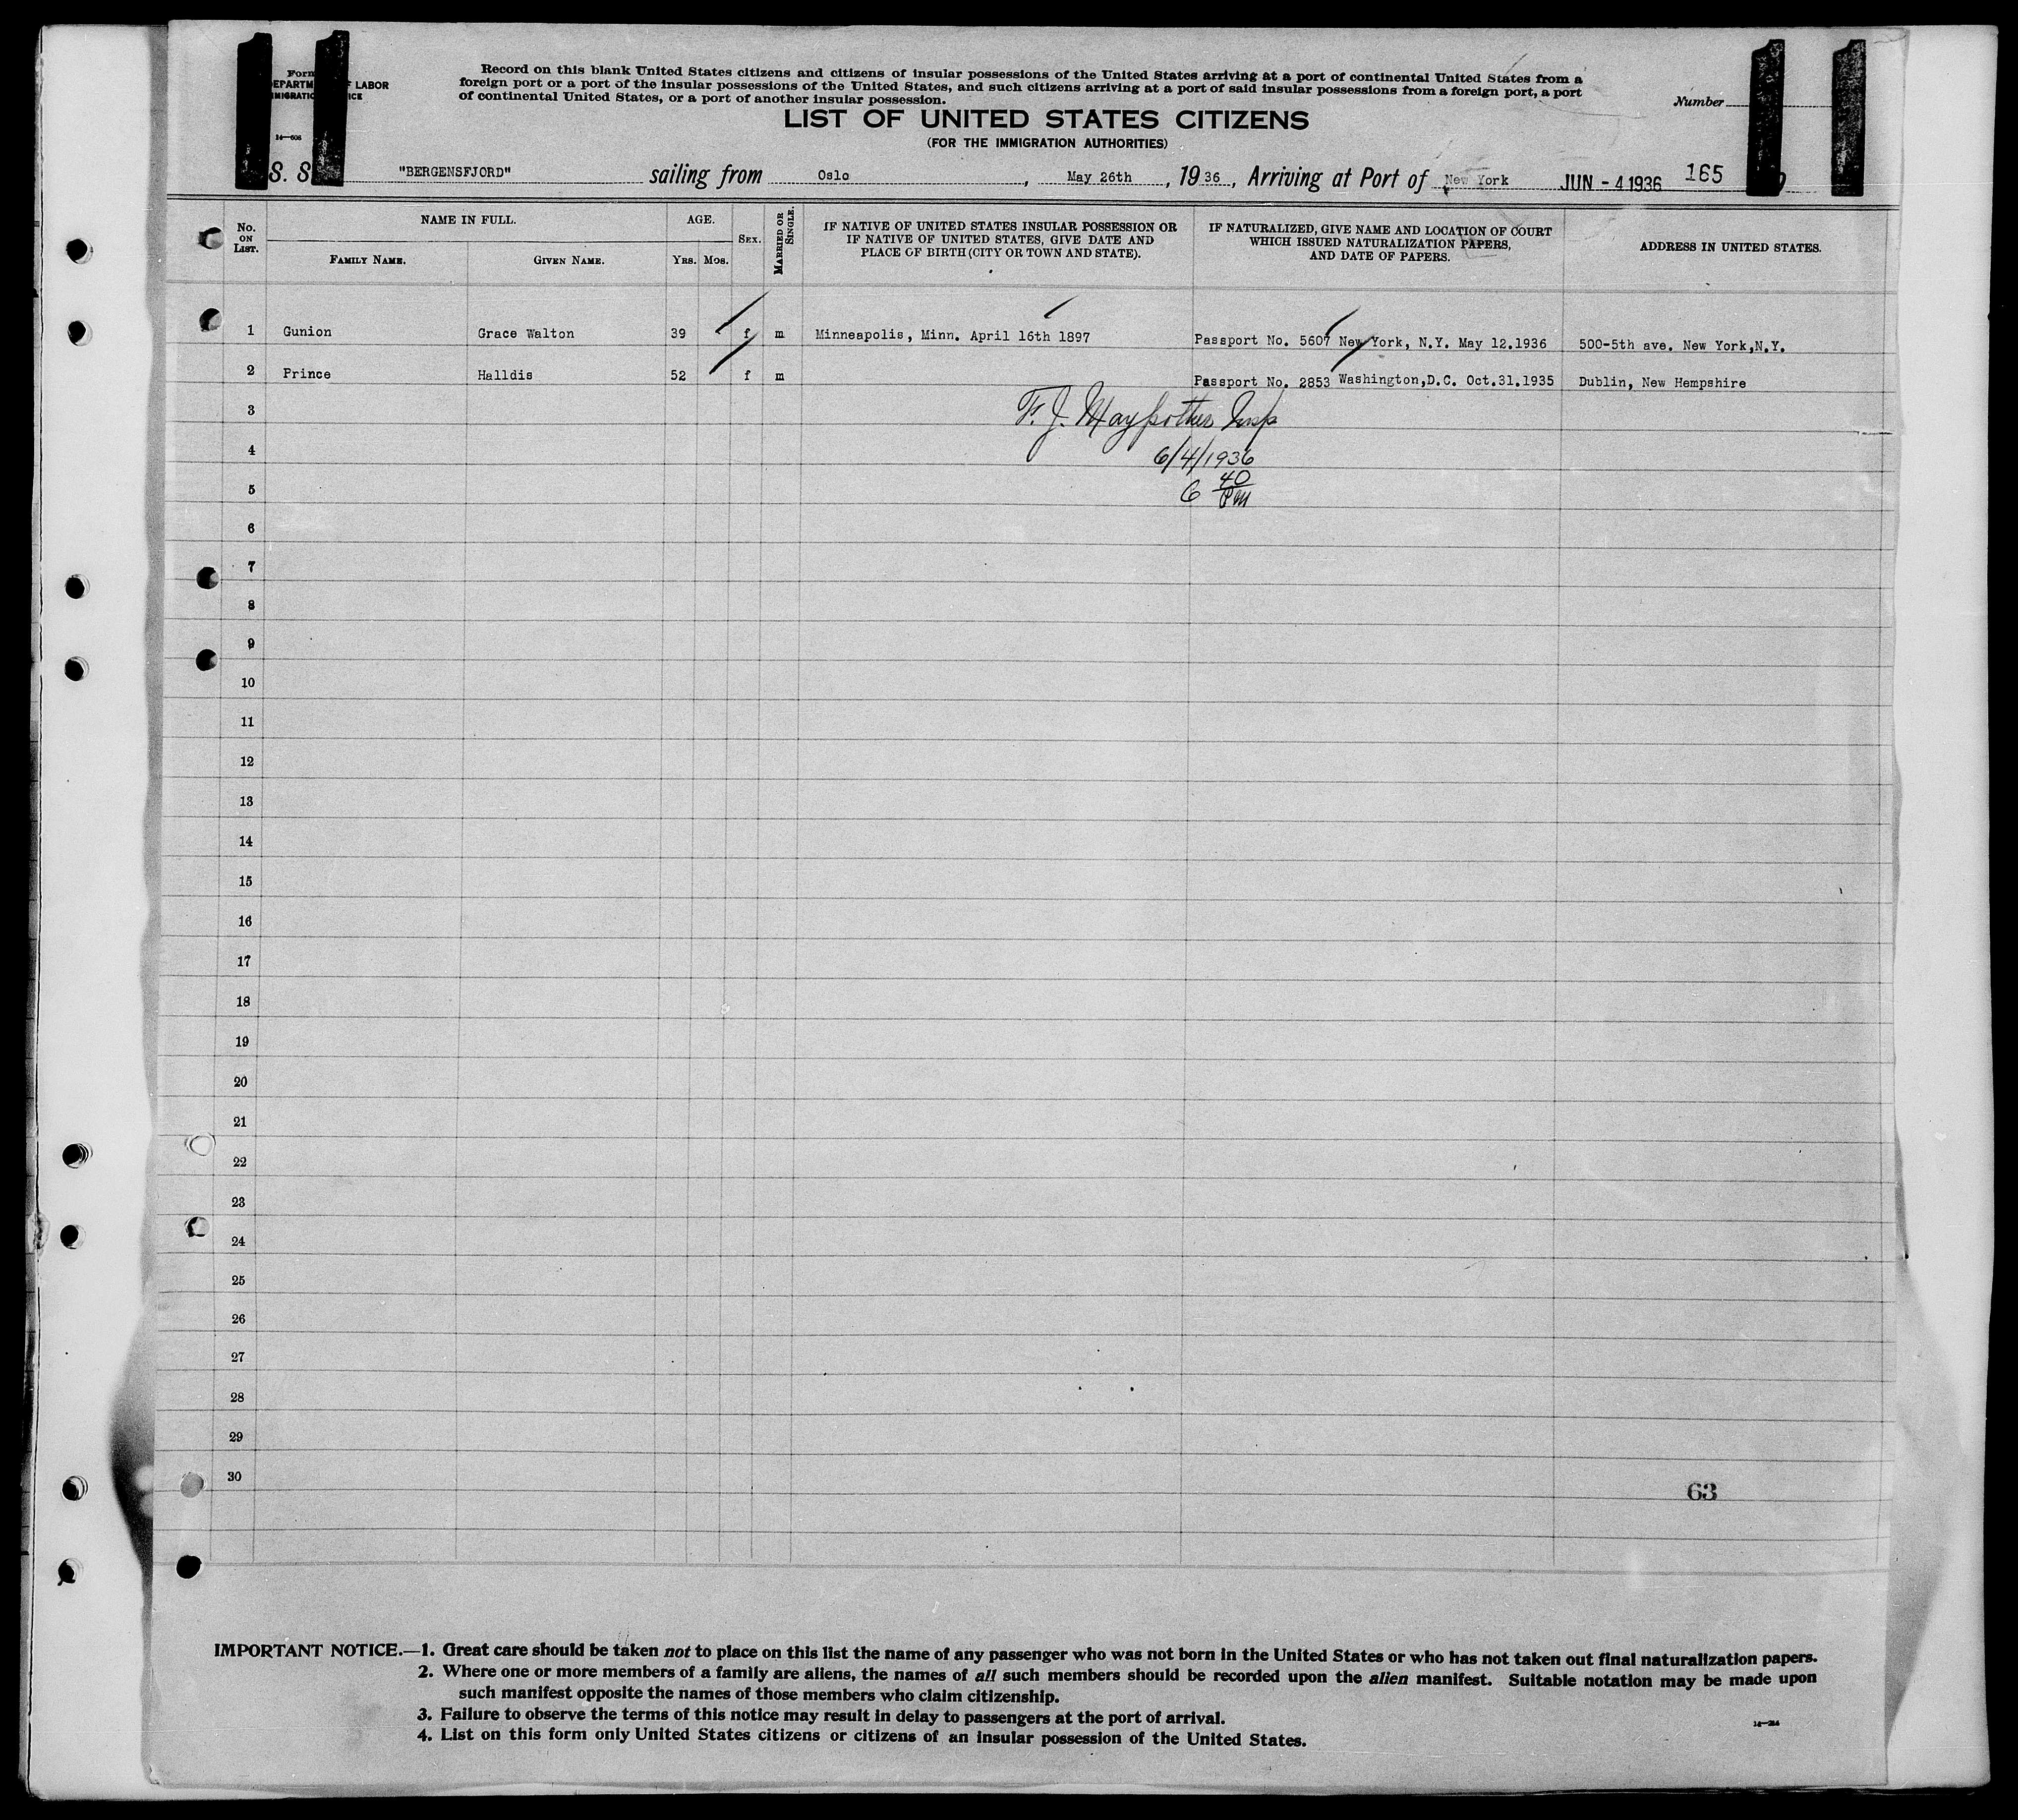 Form
DEPARTM
F LABOR
IMMIGRATIO
ICE
14—606
Record on this blank United States citizens and citizens of insular possessions of the United States arriving at a port of continental United States from a
foreign port or a port of the insular possessions of the United States, and such citizens arriving at a port of said insular possessions from a foreign port, a port
of continental United States, or a port of another insular possession.
Number
LIST OF UNITED STATES CITIZENS
(FOR THE IMMIGRATION AUTHORITIES)
S. S. "BERGENSFJORD" sailing from Oslo, May 26th, 1936, Arriving at Port of New York JUN - 4 1936 165
No. ON LIST.
NAME IN FULL.
FAMILY NAME. GIVEN NAME.
AGE.
YRS. MOS.
SEX.
MARRIED OR SINGLE.
IF NATIVE OF UNITED STATES INSULAR POSSESSION OR
IF NATIVE OF UNITED STATES, GIVE DATE AND
PLACE OF BIRTH (CITY OR TOWN AND STATE).
IF NATURALIZED, GIVE NAME AND LOCATION OF COURT
WHICH ISSUED NATURALIZATION PAPERS,
AND DATE OF PAPERS.
ADDRESS IN UNITED STATES.
1 Gunion Grace Walton 39 f m Minneapolis, Minn. April 16th 1897 Passport No. 5607 New York, N.Y. May 12.1936 500-5th ave. New York,N.Y.
2 Prince Halldis 52 f m Passport No. 2853 Washington,D.C. Oct.31.1935 Dublin, New Hempshire
3 F. J. Maypother Insp
4 6/4/1936
5 6 40 PM
6
7
8
9
10
11
12
13
14
15
16
17
18
19
20
21
22
23
24
25
26
27
28
29
30
63
IMPORTANT NOTICE.—1. Great care should be taken not to place on this list the name of any passenger who was not born in the United States or who has not taken out final naturalization papers.
2. Where one or more members of a family are aliens, the names of all such members should be recorded upon the alien manifest. Suitable notation may be made upon
such manifest opposite the names of those members who claim citizenship.
3. Failure to observe the terms of this notice may result in delay to passengers at the port of arrival.
4. List on this form only United States citizens or citizens of an insular possession of the United States.